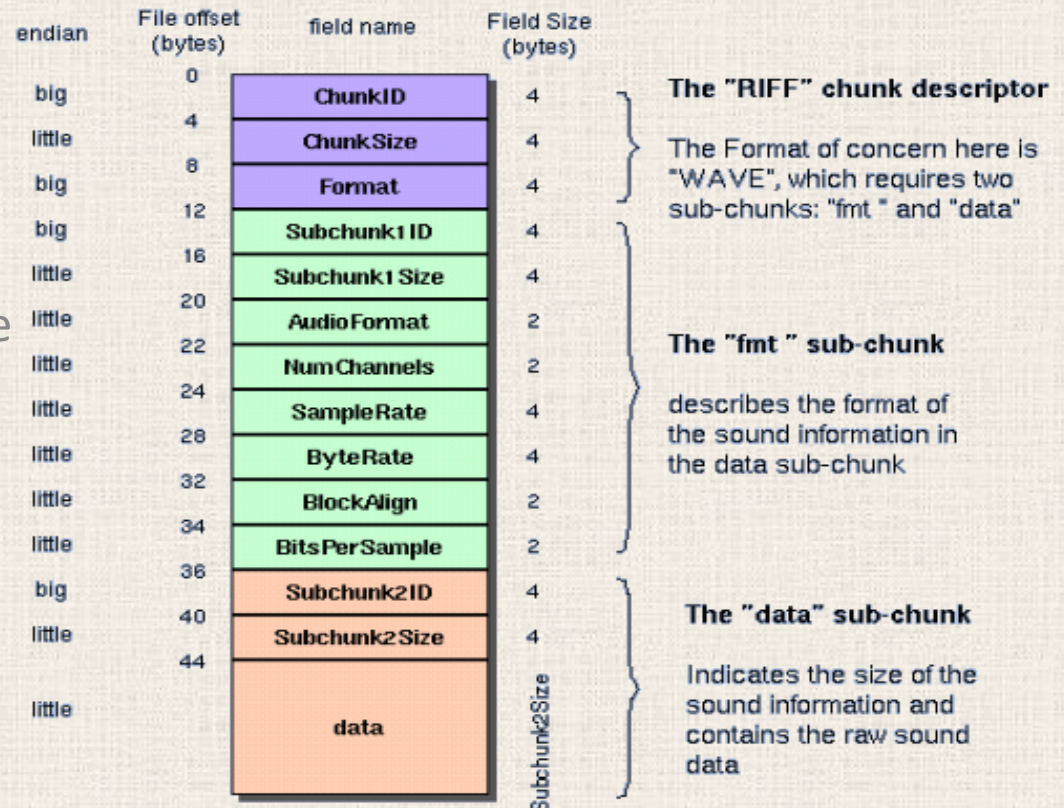 endian
File offset
(bytes)
field name
Field Size
(bytes)
0
big
ChunkID
4
4
little
ChunkSize
4
8
big
Format
4
12
big
Subchunk1ID
4
16
little
Subchunk1Size
4
20
e
little
AudioFormat
2
22
little
NumChannels
2
24
little
SampleRate
4
28
little
ByteRate
4
32
little
BlockAlign
2
34
little
BitsPerSample
2
36
big
Subchunk2ID
4
40
little
Subchunk2Size
4
44
little
data
Subchunk2Size
The "RIFF" chunk descriptor
The Format of concern here is
"WAVE", which requires two
sub-chunks: "fmt " and "data"
The "fmt " sub-chunk
describes the format of
the sound information in
the data sub-chunk
The "data" sub-chunk
Indicates the size of the
sound information and
contains the raw sound
data